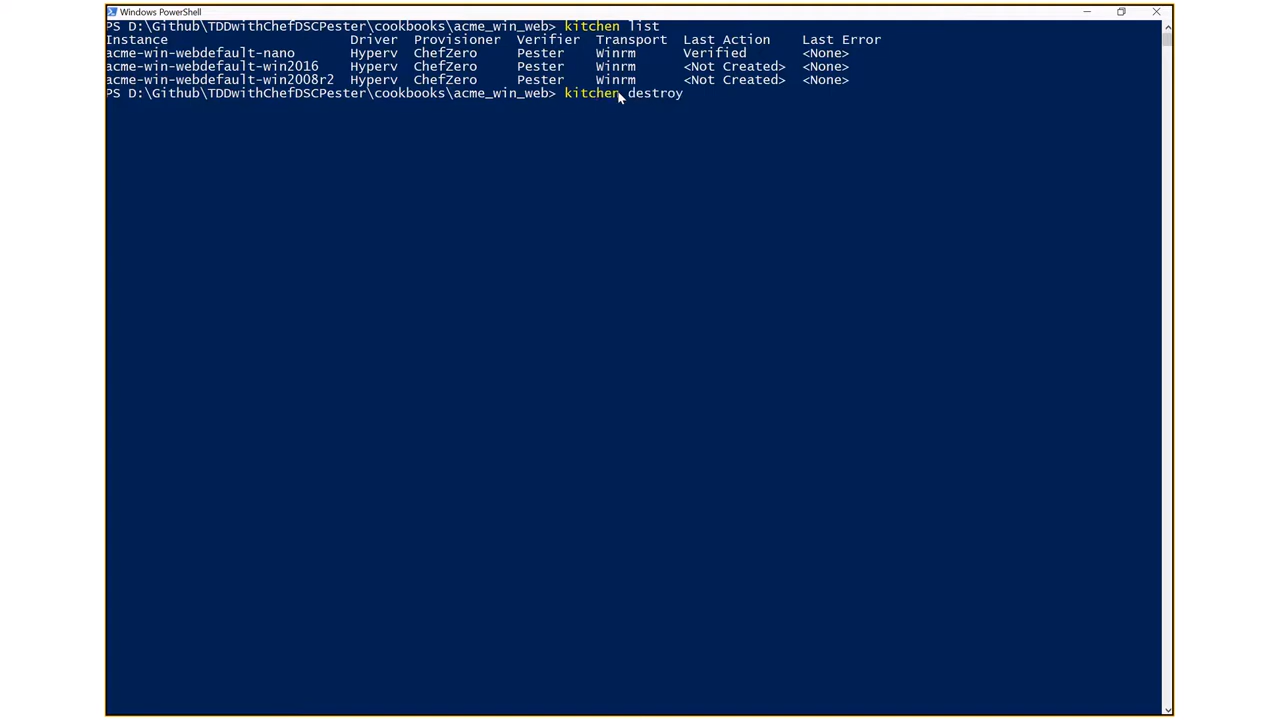 Windows PowerShell
PS D:\Github\TDDwithChefDSCPester\cookbooks\acme_win_web> kitchen list
Instance Driver Provisioner Verifier Transport Last Action Last Error
acme-win-webdefault-nano Hyperv ChefZero Pester Winrm Verified <None>
acme-win-webdefault-win2016 Hyperv ChefZero Pester Winrm <Not Created> <None>
acme-win-webdefault-win2008r2 Hyperv ChefZero Pester Winrm <Not Created> <None>
PS D:\Github\TDDwithChefDSCPester\cookbooks\acme_win_web> kitchen destroy